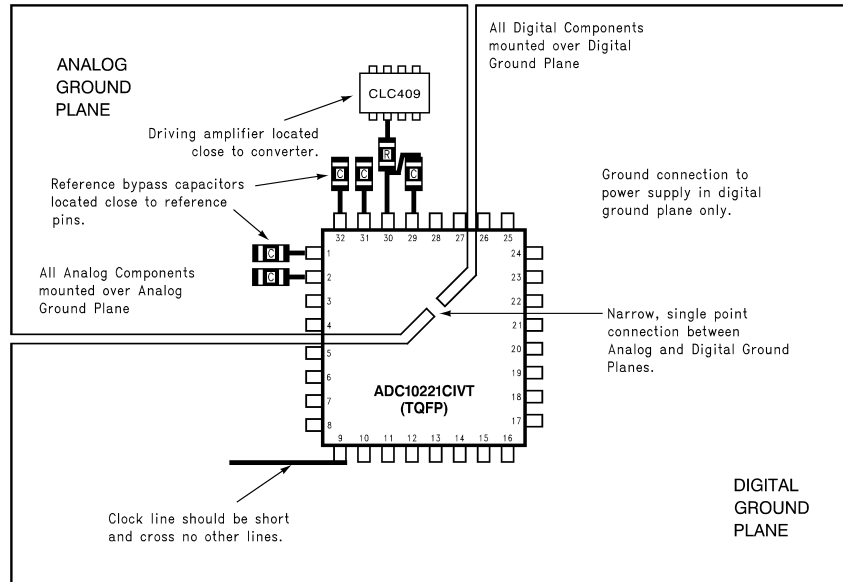 All Digital Components
mounted over Digital
Ground Plane
ANALOG
GROUND
PLANE
CLC409
Driving amplifier located
close to converter.
R
C
C
C
Reference bypass capacitors
located close to reference
pins.
Ground connection to
power supply in digital
ground plane only.
32 31 30 29 28 27 26 25
C
C
1
2
3
4
5
6
7
8
24
23
22
21
20
19
18
17
All Analog Components
mounted over Analog
Ground Plane
Narrow, single point
connection between
Analog and Digital Ground
Planes.
ADC10221CIVT
(TQFP)
9 10 11 12 13 14 15 16
Clock line should be short
and cross no other lines.
DIGITAL
GROUND
PLANE